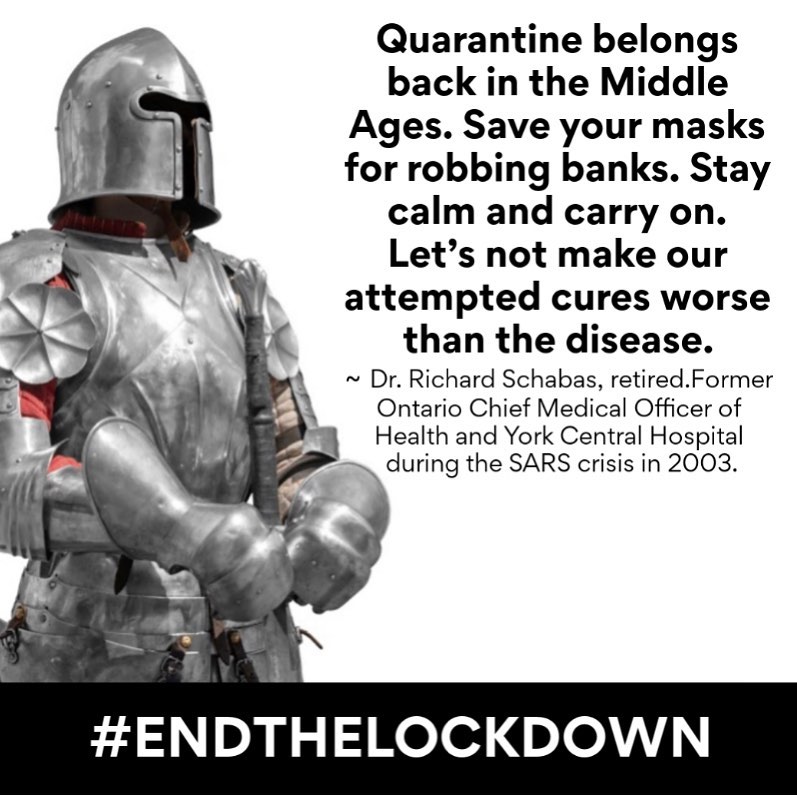 Quarantine belongs
back in the Middle
Ages. Save your masks
for robbing banks. Stay
calm and carry on.
Let’s not make our
attempted cures worse
than the disease.
~ Dr. Richard Schabas, retired.Former
Ontario Chief Medical Officer of
Health and York Central Hospital
during the SARS crisis in 2003.
#ENDTHELOCKDOWN